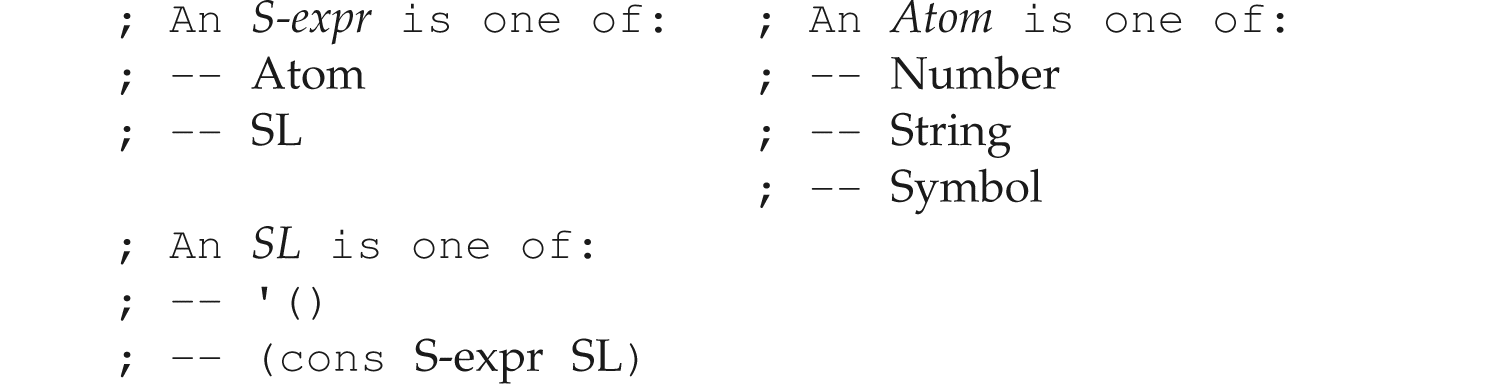 ; An S-expr is one of:
; -- Atom
; -- SL
; An Atom is one of:
; -- Number
; -- String
; -- Symbol
; An SL is one of:
; -- '()
; -- (cons S-expr SL)